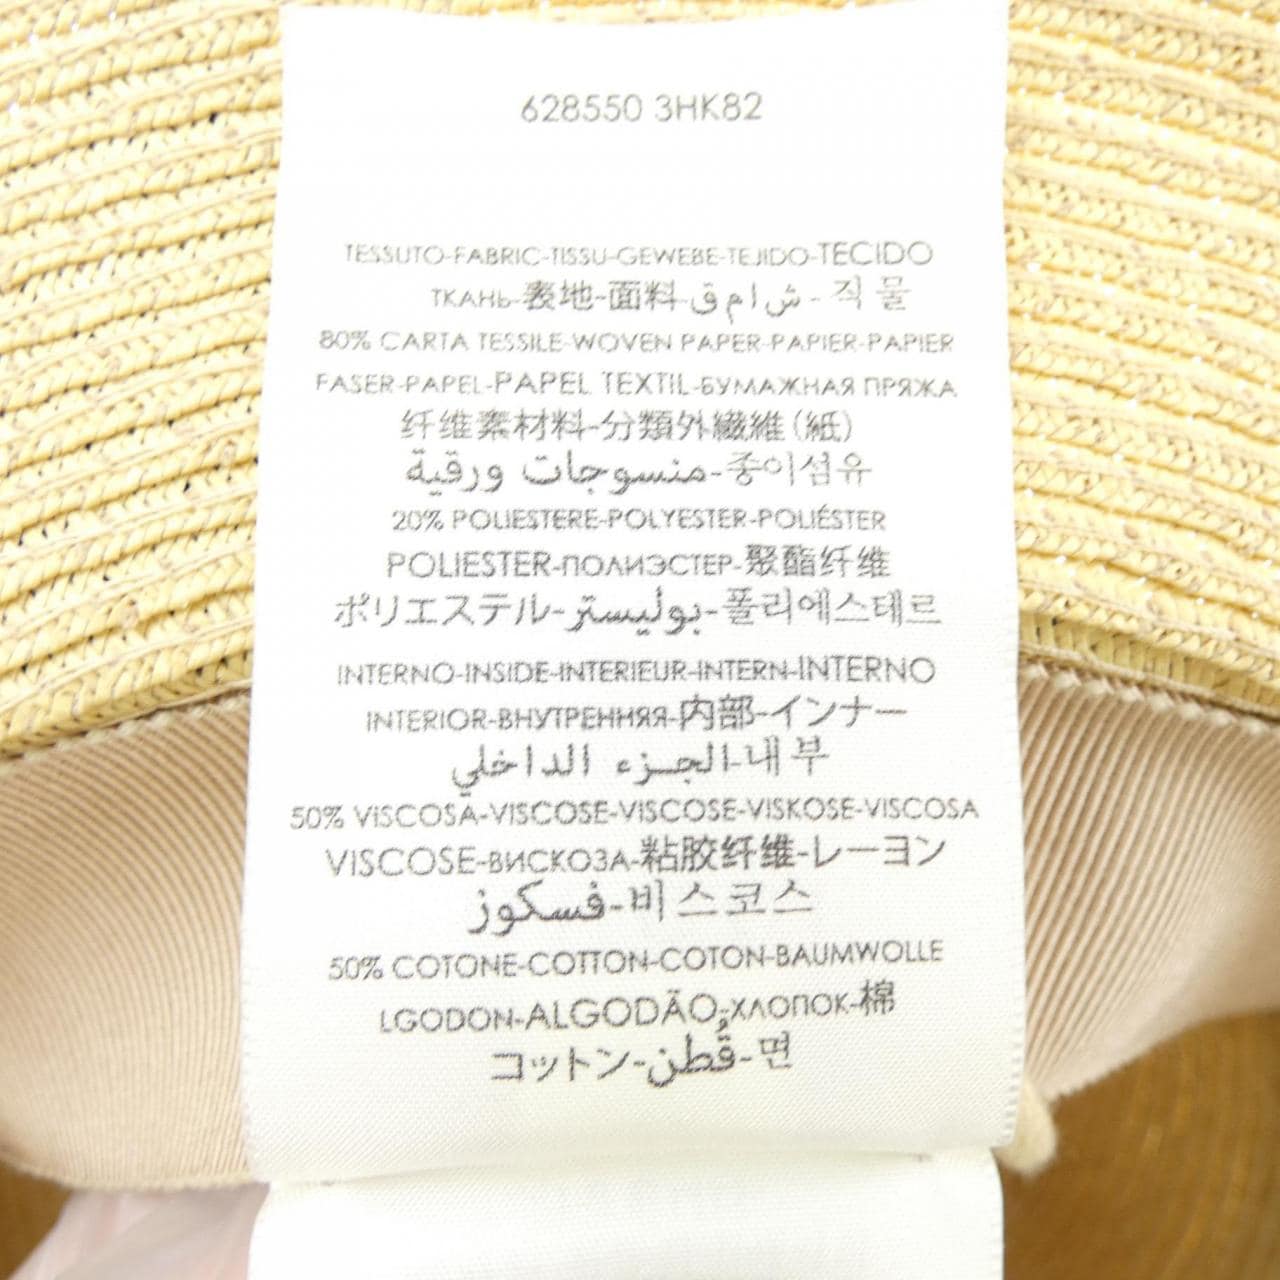 628550 3HK82
TESSUTO-FABRIC-TISSU-GEWEBE-TEJIDO-TECIDO
ТКАНЬ-表地-面料-ش ا م ق-직물
80% CARTA TESSILE-WOVEN PAPER-PAPIER-PAPIER
FASER-PAPEL-PAPEL TEXTIL-БУМАЖНАЯ ПРЯЖА
纤维素材料-分類外繊維(紙)
منسوجات ورقية-종이섬유
20% POLIESTERE-POLYESTER-POLIÉSTER
POLIESTER-ПОЛИЭСТЕР-聚酯纤维
ポリエステル-بوليستر-폴리에스테르
INTERNO-INSIDE-INTERIEUR-INTERN-INTERNO
INTERIOR-ВНУТРЕННЯЯ-内部-インナー
الجزء الداخلي-내부
50% VISCOSA-VISCOSE-VISCOSE-VISKOSE-VISCOSA
VISCOSE-ВИСКОЗА-粘胶纤维-レーヨン
فسكوز-비스코스
50% COTONE-COTTON-COTON-BAUMWOLLE
LGODON-ALGODÃO-ХЛОПОК-棉
コットン-قُطن-면